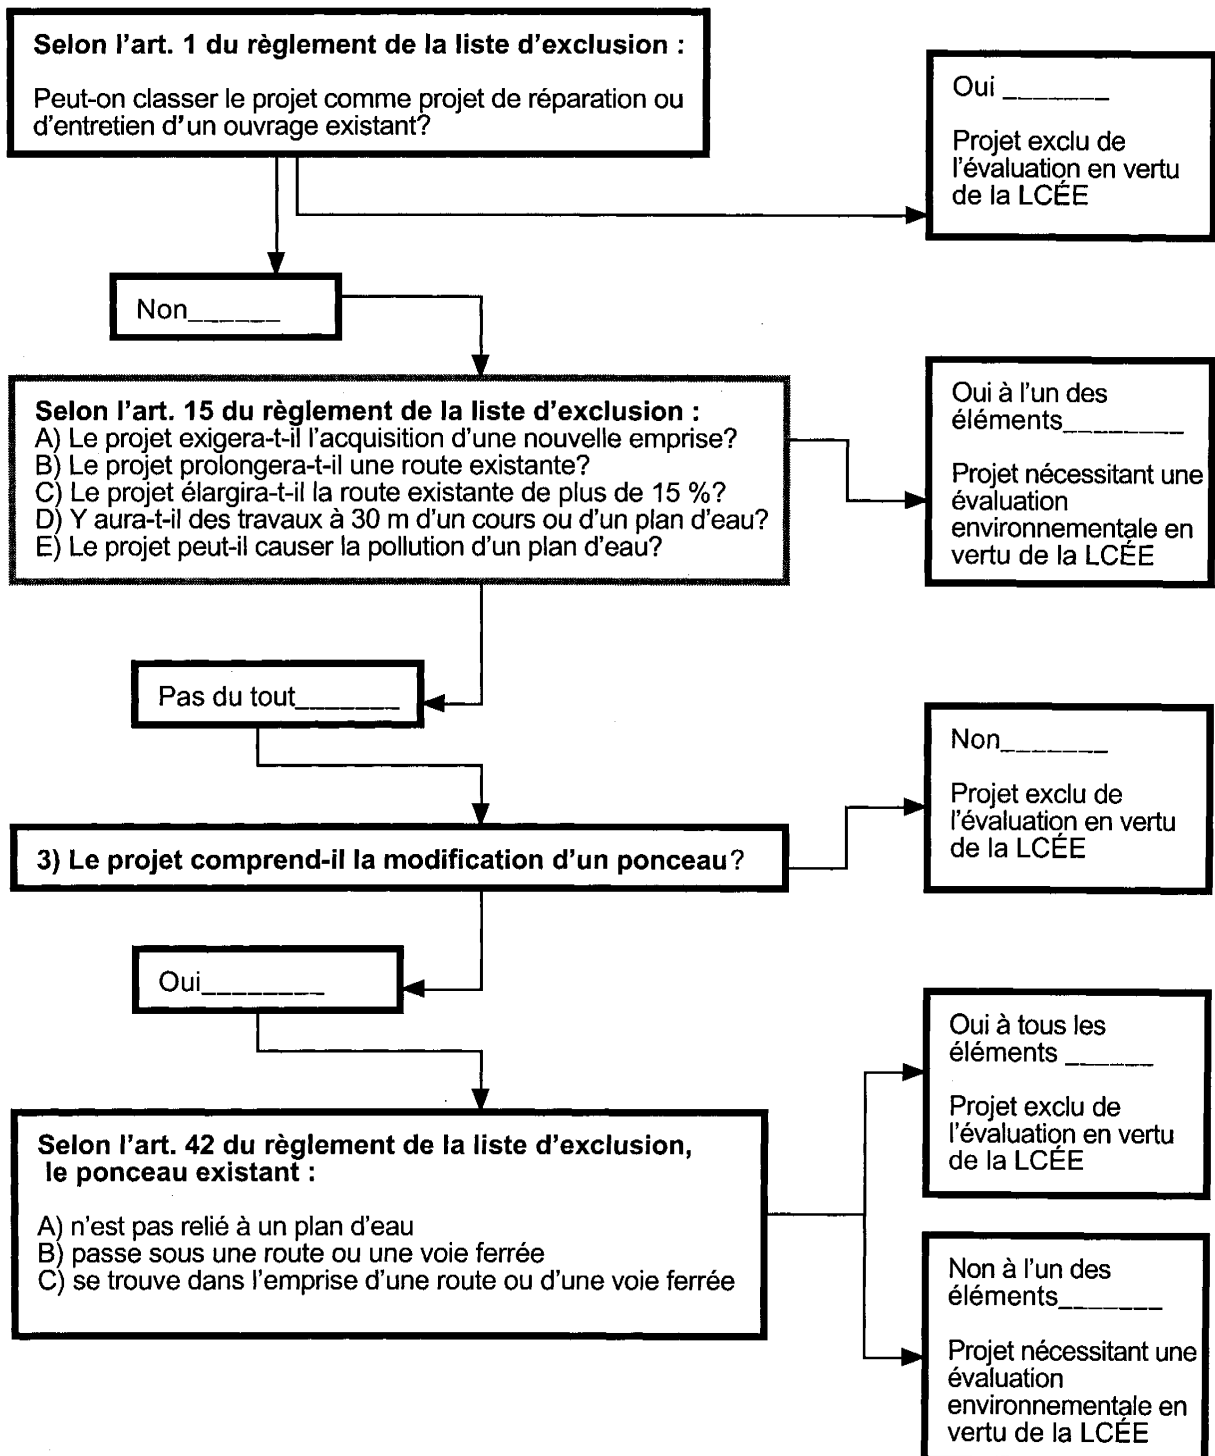 Selon l'art. 1 du règlement de la liste d'exclusion :
Peut-on classer le projet comme projet de réparation ou
d'entretien d'un ouvrage existant?
Oui _______
Projet exclu de
l'évaluation en vertu
de la LCÉE
Non______
Selon l'art. 15 du règlement de la liste d'exclusion :
A) Le projet exigera-t-il l'acquisition d'une nouvelle emprise?
B) Le projet prolongera-t-il une route existante?
C) Le projet élargira-t-il la route existante de plus de 15 %?
D) Y aura-t-il des travaux à 30 m d'un cours ou d'un plan d'eau?
E) Le projet peut-il causer la pollution d'un plan d'eau?
Oui à l'un des
éléments________
Projet nécessitant une
évaluation
environnementale en
vertu de la LCÉE
Pas du tout_______
Non_______
Projet exclu de
l'évaluation en vertu
de la LCÉE
3) Le projet comprend-il la modification d'un ponceau?
Oui________
Oui à tous les
éléments ______
Projet exclu de
l'évaluation en vertu
de la LCÉE
Selon l'art. 42 du règlement de la liste d'exclusion,
le ponceau existant :
A) n'est pas relié à un plan d'eau
B) passe sous une route ou une voie ferrée
C) se trouve dans l'emprise d'une route ou d'une voie ferrée
Non à l'un des
éléments_______
Projet nécessitant une
évaluation
environnementale en
vertu de la LCÉE